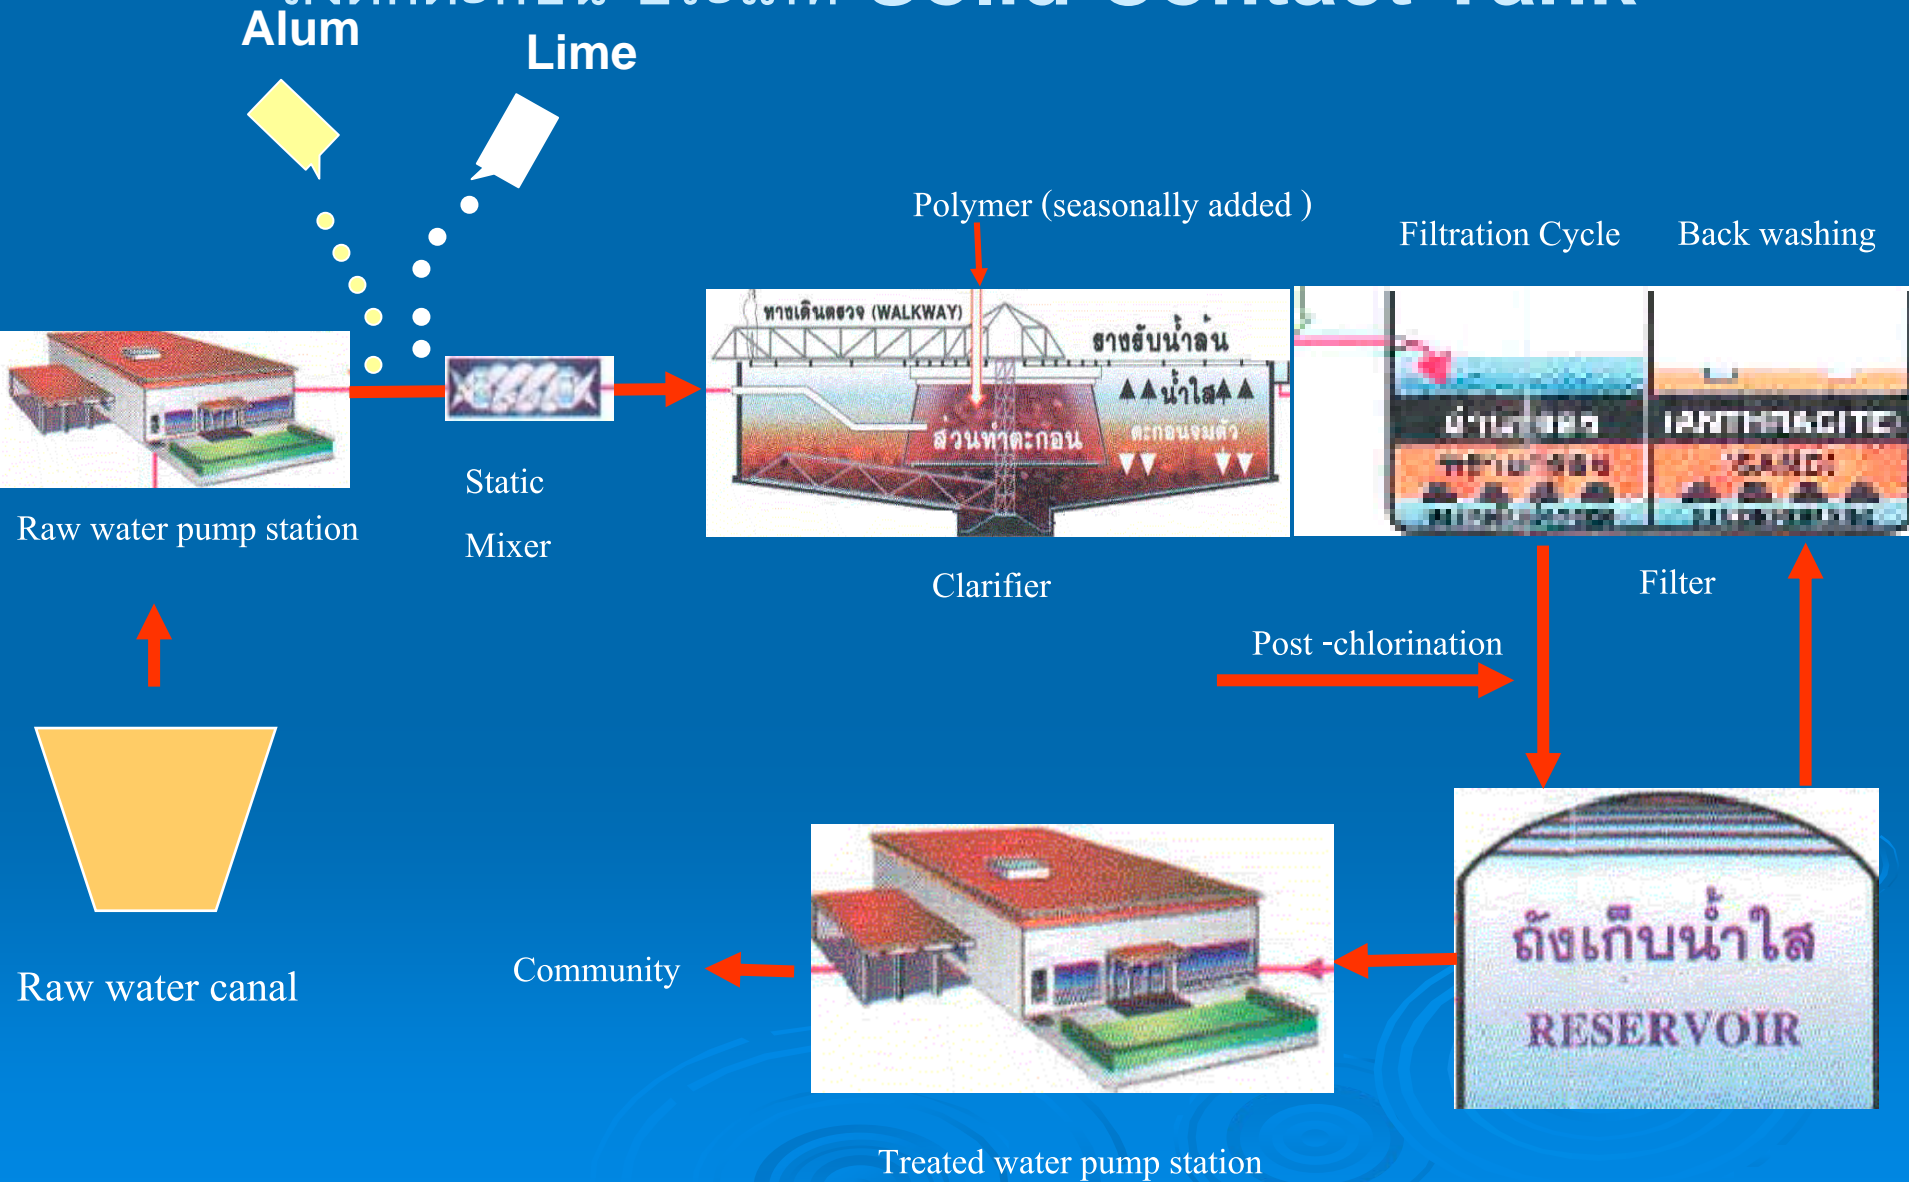 Solid Contact Tank
Alum
Lime
Polymer (seasonally added )
Filtration Cycle
Back washing
ทางเดินตรวจ (WALKWAY)
รางรับน้ำล้น
น้ำใส
ส่วนทำตะกอน
ตะกอนจมตัว
(ANTHRACITE)
(SAND)
Static
Mixer
Raw water pump station
Clarifier
Filter
Post -chlorination
Raw water canal
Community
ถังเก็บน้ำใส
RESERVOIR
Treated water pump station